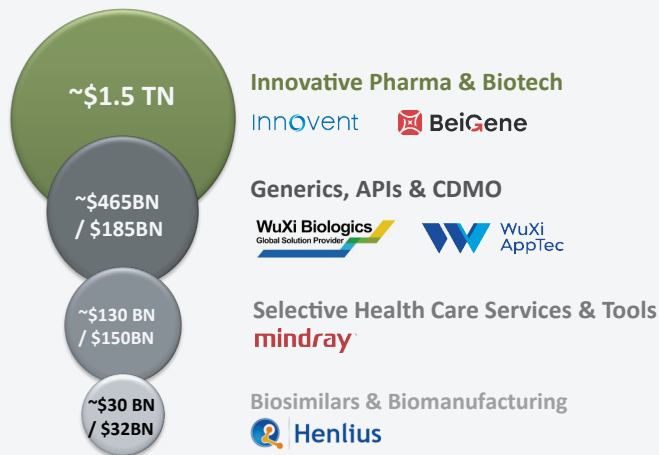 ~$1.5 TN
Innovative Pharma & Biotech
Innovent
BeiGene
~$465BN
/ $185BN
Generics, APIs & CDMO
WuXi Biologics
Global Solution Provider
WuXi
AppTec
~$130 BN
/ $150BN
Selective Health Care Services & Tools
mindray
~$30 BN
/ $32BN
Biosimilars & Biomanufacturing
Henlius